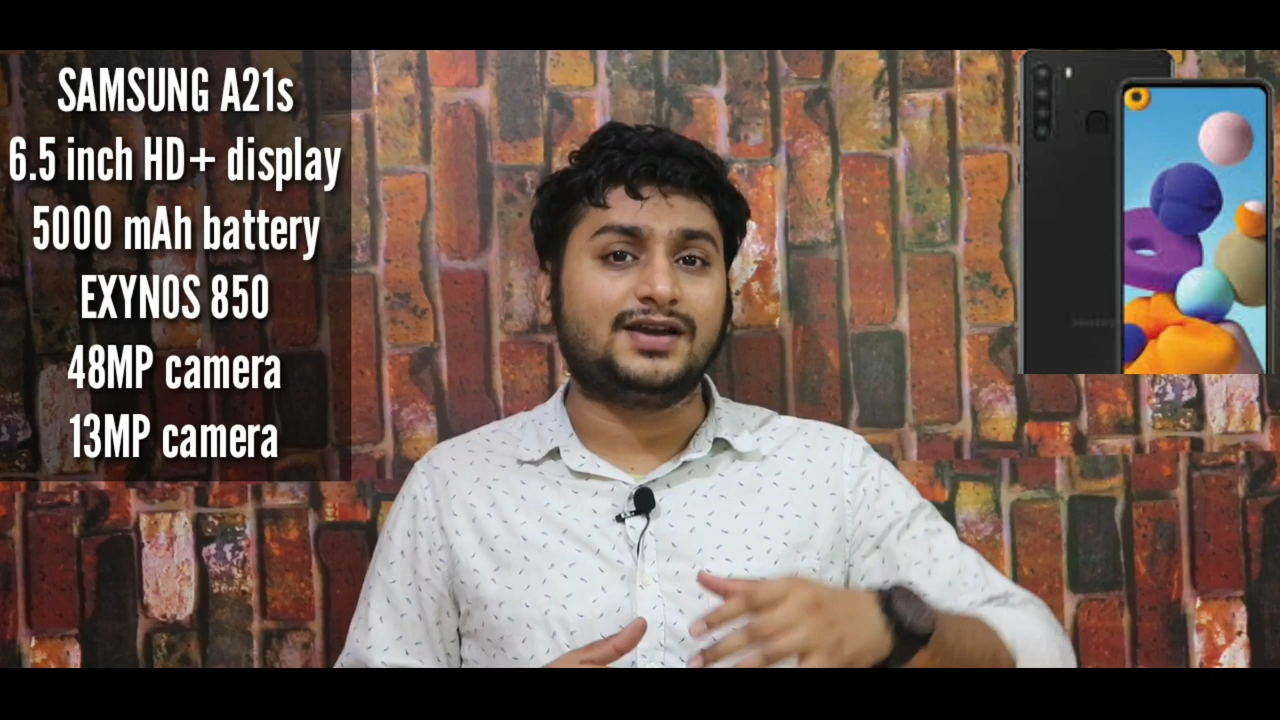 SAMSUNG A21s
6.5 inch HD+ display
5000 mAh battery
EXYNOS 850
48MP camera
13MP camera